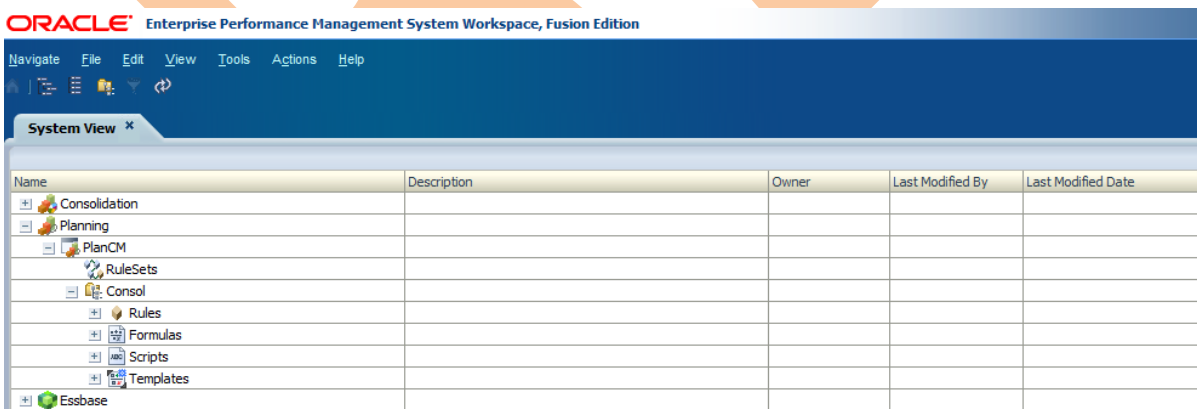 ORACLE Enterprise Performance Management System Workspace, Fusion Edition
Navigate File Edit View Tools Actions Help
System View
Name Description Owner Last Modified By Last Modified Date
Consolidation
Planning
PlanCM
RuleSets
Consol
Rules
Formulas
Scripts
Templates
Essbase